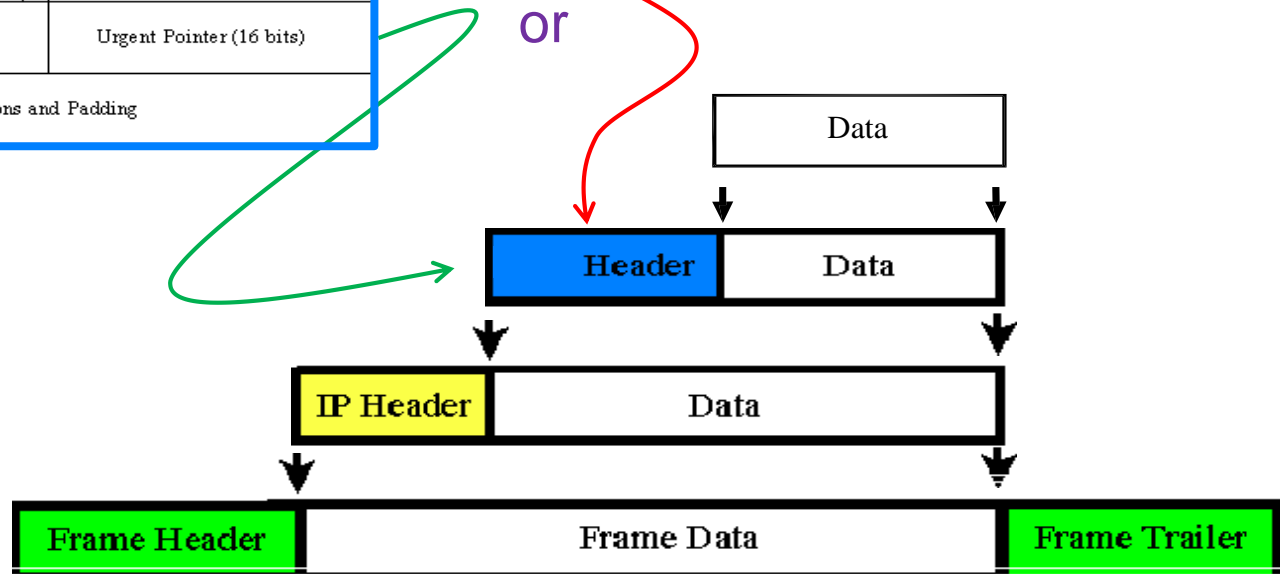 or
Urgent Pointer (16 bits)
ons and Padding
Data
Header Data
IP Header Data
Frame Header Frame Data Frame Trailer